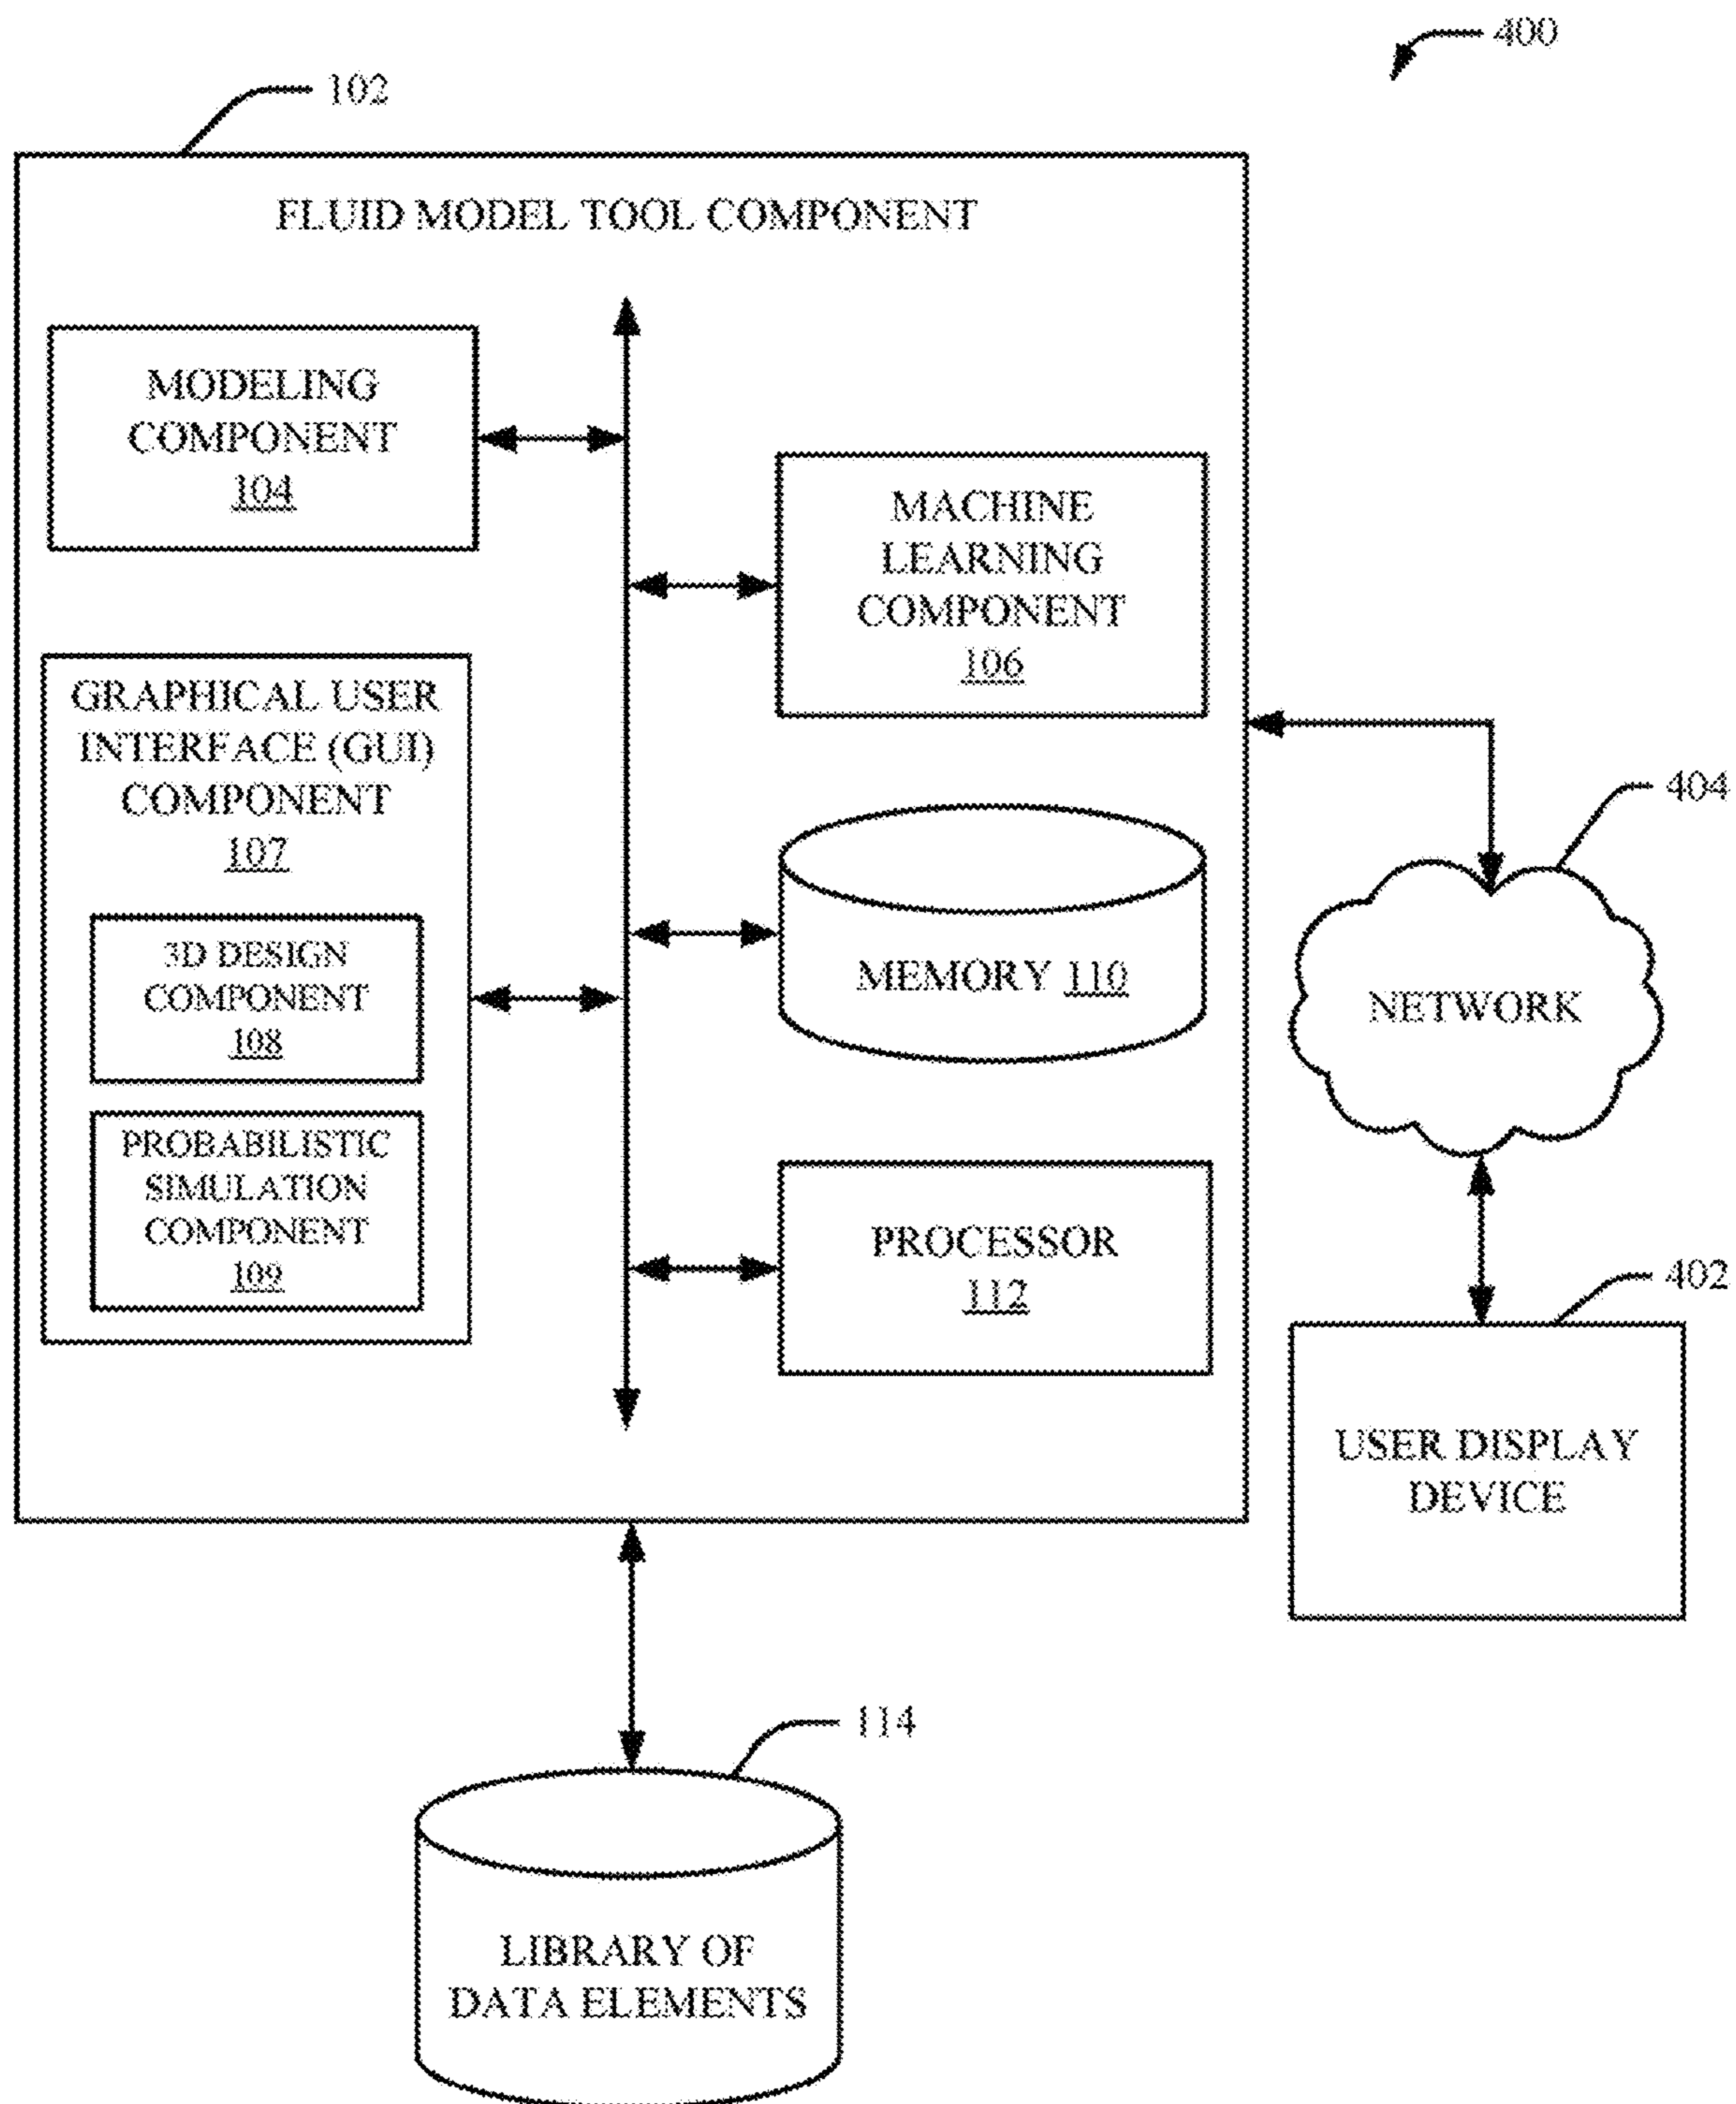 400
102
FLUID MODEL TOOL COMPONENT
MODELING
COMPONENT
104
MACHINE
LEARNING
COMPONENT
106
GRAPHICAL USER
INTERFACE (GUI)
COMPONENT
107
3D DESIGN
COMPONENT
108
PROBABILISTIC
SIMULATION
COMPONENT
109
MEMORY 110
PROCESSOR
112
404
NETWORK
402
USER DISPLAY
DEVICE
114
LIBRARY OF
DATA ELEMENTS